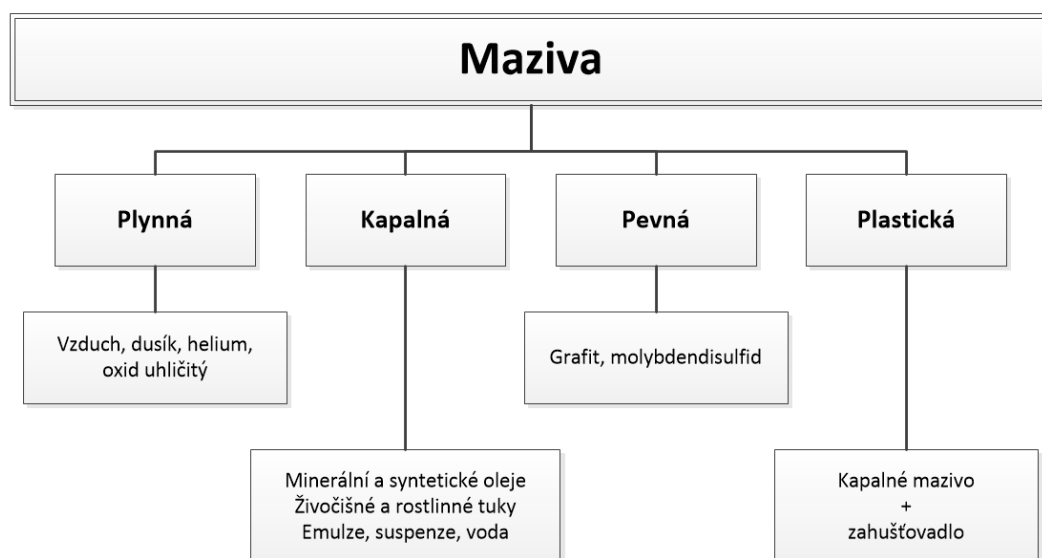 Maziva
Plynná
Kapalná
Pevná
Plastická
Vzduch, dusík, helium,
oxid uhličitý
Grafit, molybdendisulfid
Minerální a syntetické oleje
Živočišné a rostlinné tuky
Emulze, suspenze, voda
Kapalné mazivo
+
zahušťovadlo